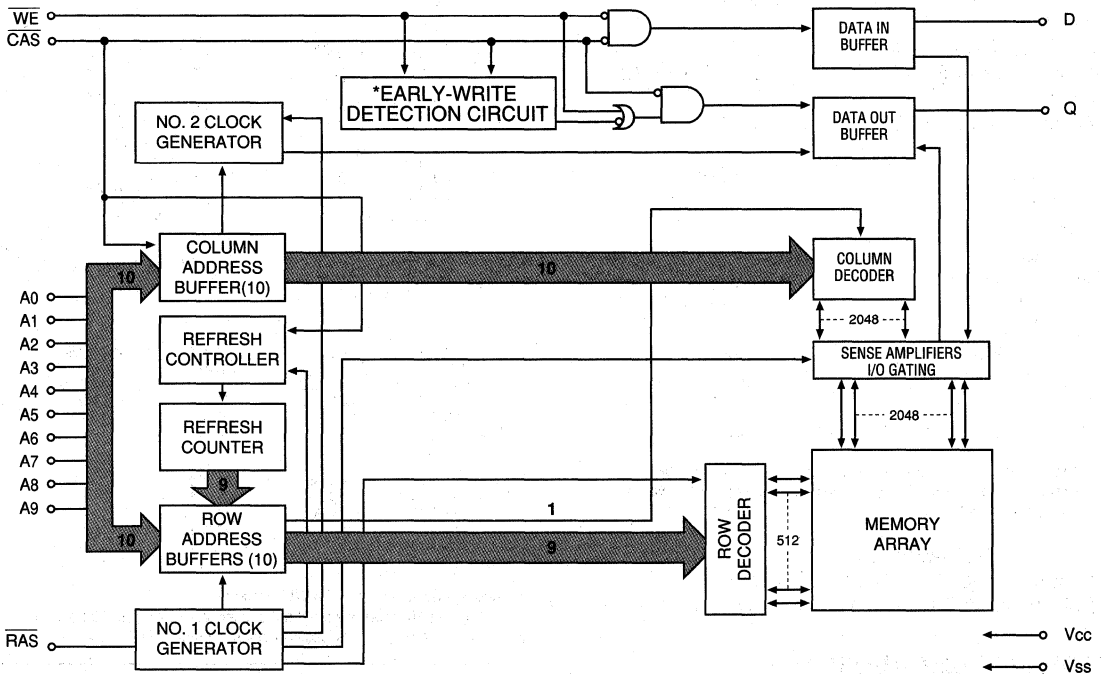 WE
CAS
*EARLY-WRITE
DETECTION CIRCUIT
DATA IN
BUFFER
D
NO. 2 CLOCK
GENERATOR
DATA OUT
BUFFER
Q
COLUMN
ADDRESS
BUFFER(10)
10
10
COLUMN
DECODER
A0
A1
A2
A3
A4
A5
A6
A7
A8
A9
REFRESH
CONTROLLER
2048
SENSE AMPLIFIERS
I/O GATING
2048
REFRESH
COUNTER
9
ROW
ADDRESS
BUFFERS (10)
10
1
9
ROW
DECODER
512
MEMORY
ARRAY
RAS
NO. 1 CLOCK
GENERATOR
Vcc
Vss